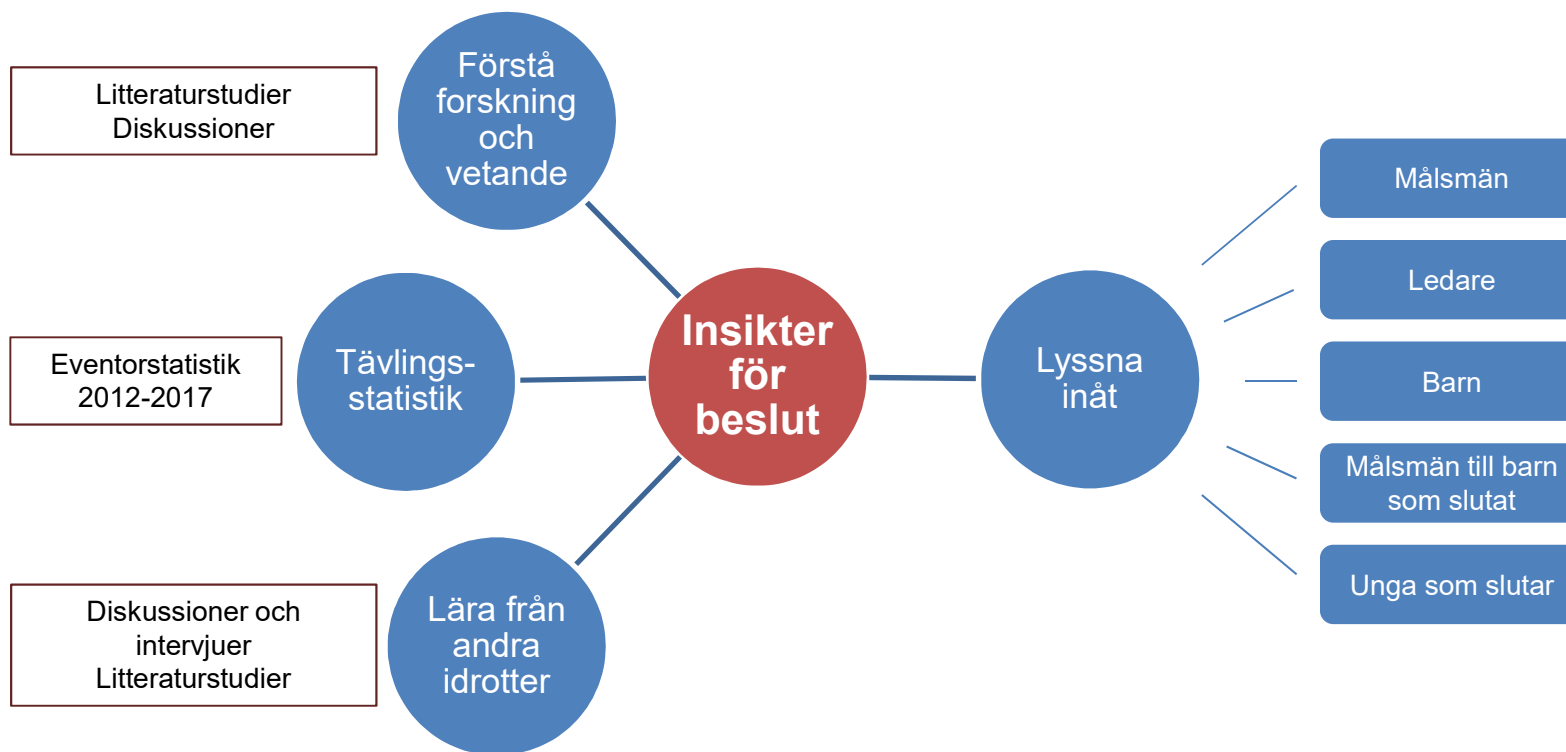 Litteraturstudier
Diskussioner
Förstå
forskning
och
vetande
Eventorstatistik
2012-2017
Tävlings-
statistik
Diskussioner och
intervjuer
Litteraturstudier
Lära från
andra
idrotter
Insikter
för
beslut
Lyssna
inåt
Målsmän
Ledare
Barn
Målsmän till barn
som slutat
Unga som slutar